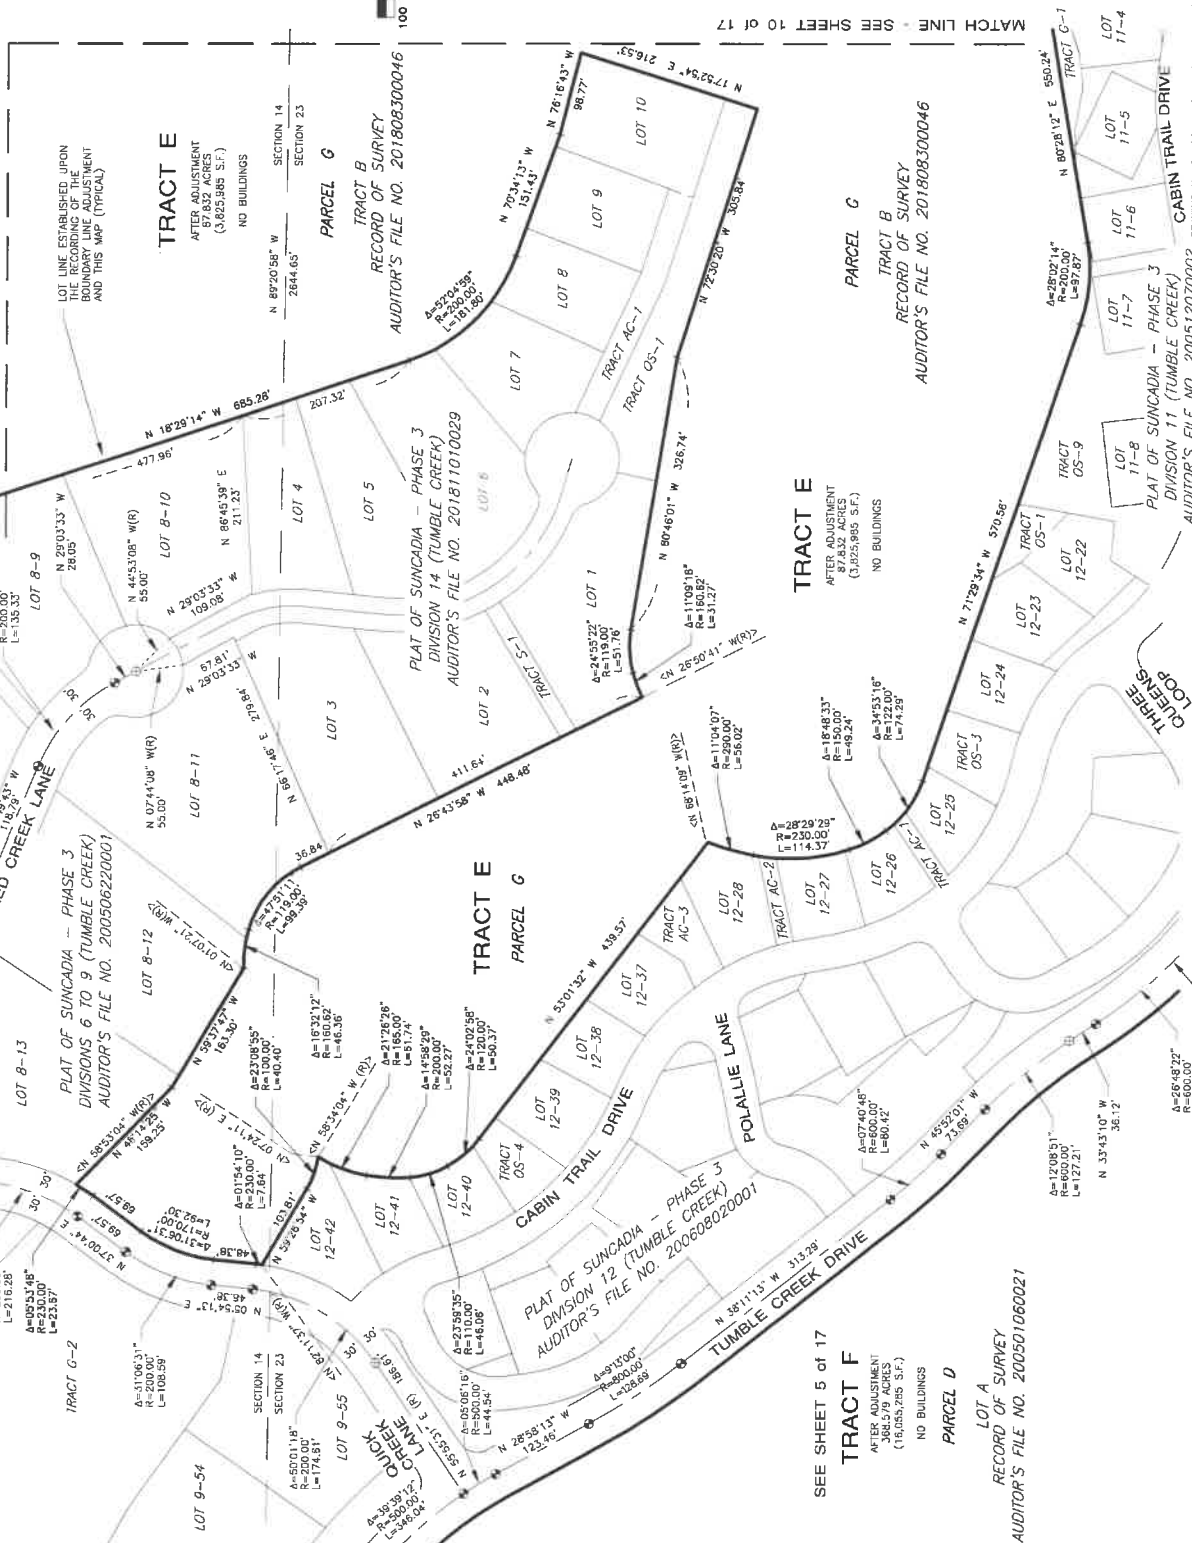 100
MATCH LINE - SEE SHEET 10 of 17
LOT LINE ESTABLISHED UPON
THE RECORDING OF THE
BOUNDARY LINE ADJUSTMENT
AND THIS MAP (TYPICAL)
TRACT E
AFTER ADJUSTMENT
87.832 ACRES
(3,825,985 S.F.)
NO BUILDINGS
SECTION 14
SECTION 23
N 89°20'58" W
2644.65'
PARCEL G
TRACT B
RECORD OF SURVEY
AUDITOR'S FILE NO. 201808300046
N 17°52'54" E 216.53'
N 76°16'43" W
98.77'
N 70°34'13" W
151.43'
Δ=52°04'59"
R=200.00'
L=181.80'
LOT 10
LOT 9
LOT 8
LOT 7
TRACT AC-1
TRACT OS-1
N 72°30'20" W 305.84'
N 18°29'14" W 685.28'
477.96'
207.32'
LOT 8-9
LOT 8-10
N 29°03'33" W
28.05'
N 44°53'08" W(R)
55.00'
N 86°45'39" E
211.23'
N 29°03'33" W
109.08'
LOT 4
LOT 5
LOT 6
PLAT OF SUNCADIA - PHASE 3
DIVISION 14 (TUMBLE CREEK)
AUDITOR'S FILE NO. 201811010029
R=200.00'
L=135.33'
30'
30'
67.81'
N 29°03'33" W
N 07°44'08" W(R)
55.00'
N 66°17'46" E 279.84'
LOT 3
LOT 2
LOT 1
TRACT S-1
Δ=24°55'22"
R=119.00'
L=51.76'
N 80°46'01" W 326.74'
Δ=11°09'18"
R=160.62'
L=31.27'
<N 26°50'41" W(R)>
118.79'
CREEK LANE
LOT 8-11
LOT 8-12
LOT 8-13
PLAT OF SUNCADIA - PHASE 3
DIVISIONS 6 TO 9 (TUMBLE CREEK)
AUDITOR'S FILE NO. 200506220001
36.84'
411.64'
N 26°43'58" W 448.48'
Δ=47°51'11"
R=119.00'
L=99.39'
<N 01°07'21" W(R)>
N 59°37'47" W
163.30'
Δ=16°32'12"
R=160.62'
L=46.36'
TRACT E
PARCEL G
PARCEL G
TRACT B
RECORD OF SURVEY
AUDITOR'S FILE NO. 201808300046
TRACT E
AFTER ADJUSTMENT
87.832 ACRES
(3,825,985 S.F.)
NO BUILDINGS
N 80°28'12" E 550.24'
TRACT G-1
LOT
11-4
LOT
11-5
LOT
11-6
LOT
11-7
LOT
11-8
CABIN TRAIL DRIVE
Δ=28°02'14"
R=200.00'
L=97.87'
PLAT OF SUNCADIA - PHASE 3
DIVISION 11 (TUMBLE CREEK)
AUDITOR'S FILE NO. 200512070002
TRACT
OS-9
TRACT
OS-1
LOT
12-22
LOT
12-23
LOT
12-24
TRACT
OS-3
LOT
12-25
N 71°29'34" W 570.56'
THREE
QUEENS
LOOP
Δ=34°53'16"
R=122.00'
L=74.29'
Δ=18°48'33"
R=150.00'
L=49.24'
Δ=11°04'07"
R=290.00'
L=56.02'
<N 68°14'09" W(R)>
Δ=28°29'29"
R=230.00'
L=114.37'
LOT
12-26
TRACT AC-1
LOT
12-27
TRACT AC-2
LOT
12-28
TRACT
AC-3
N 53°01'32" W 439.57'
LOT
12-37
LOT
12-38
LOT
12-39
TRACT
OS-4
LOT
12-40
LOT
12-41
LOT
12-42
CABIN TRAIL DRIVE
POLALLIE LANE
<N 58°53'04" W(R)>
N 46°14'25" W
159.25'
Δ=23°08'55"
R=100.00'
L=40.40'
<N 07°24'11" E (R)>
Δ=01°54'10"
R=230.00'
L=7.64'
<N 58°34'04" W (R)>
Δ=21°26'26"
R=165.00'
L=51.74'
Δ=14°58'29"
R=200.00'
L=52.27'
Δ=24°02'58"
R=120.00'
L=50.37'
103.81'
N 59°26'54" W
69.57'
Δ=31°06'31"
R=170.00'
L=92.30'
48.38'
30'
30'
69.57'
N 37°00'44" E
48.38'
N 05°54'13" E
L=216.28'
Δ=05°53'48"
R=230.00'
L=23.67'
TRACT G-2
Δ=31°06'31"
R=200.00'
L=108.59'
SECTION 14
SECTION 23
<N 82°11'37" W(R)
30'
30'
Δ=50°01'18"
R=200.00'
L=174.61'
LOT 9-55
LOT 9-54
N 55°55'31" E (R) 186.61'
QUICK
CREEK
LANE
Δ=39°39'12"
R=500.00'
L=346.04'
Δ=05°06'16"
R=500.00'
L=44.54'
Δ=23°59'35"
R=110.00'
L=46.06'
PLAT OF SUNCADIA - PHASE 3
DIVISION 12 (TUMBLE CREEK)
AUDITOR'S FILE NO. 200608020001
N 28°58'13" W
123.46'
Δ=9°13'00"
R=800.00'
L=128.69'
N 38°11'13" W 313.29'
TUMBLE CREEK DRIVE
Δ=07°40'48"
R=600.00'
L=80.42'
N 45°52'01" W
73.69'
Δ=12°08'51"
R=600.00'
L=127.21'
N 33°43'10" W
36.12'
Δ=26°48'22"
R=600.00'
SEE SHEET 5 of 17
TRACT F
AFTER ADJUSTMENT
368.579 ACRES
(16,055,285 S.F.)
NO BUILDINGS
PARCEL D
LOT A
RECORD OF SURVEY
AUDITOR'S FILE NO. 200501060021